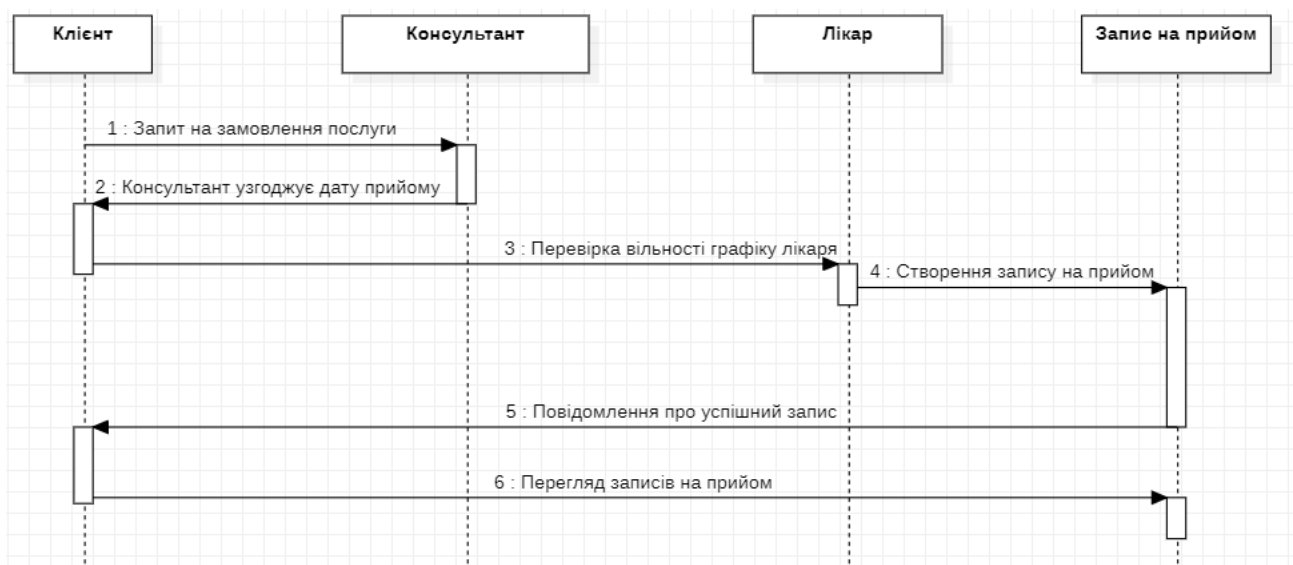 Клієнт
Консультант
Лікар
Запис на прийом
1 : Запит на замовлення послуги
2 : Консультант узгоджує дату прийому
3 : Перевірка вільності графіку лікаря
4 : Створення запису на прийом
5 : Повідомлення про успішний запис
6 : Перегляд записів на прийом